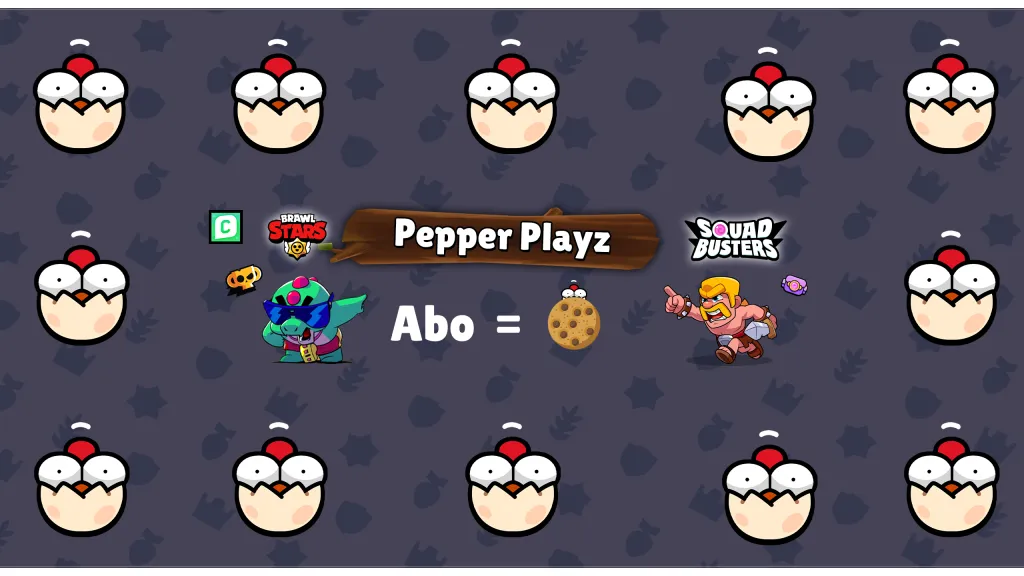 C
BRAWL
STARS
Pepper Playz
SQUAD
BUSTERS
Abo =